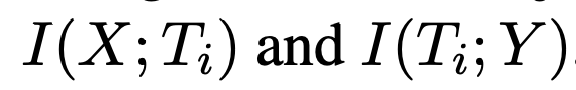 I(X; T_i) and I(T_i; Y).